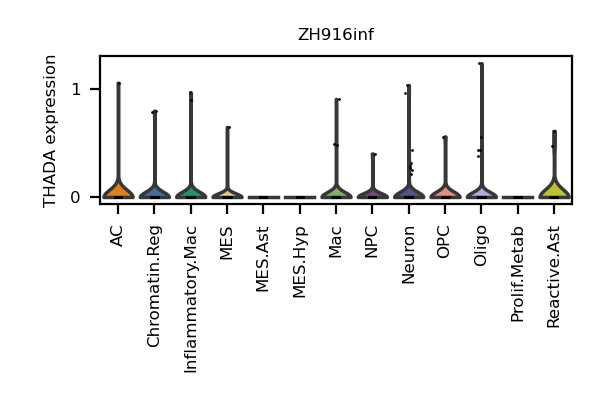 ZH916inf
THADA expression
1
0
AC
Chromatin.Reg
Inflammatory.Mac
MES
MES.Ast
MES.Hyp
Mac
NPC
Neuron
OPC
Oligo
Prolif.Metab
Reactive.Ast